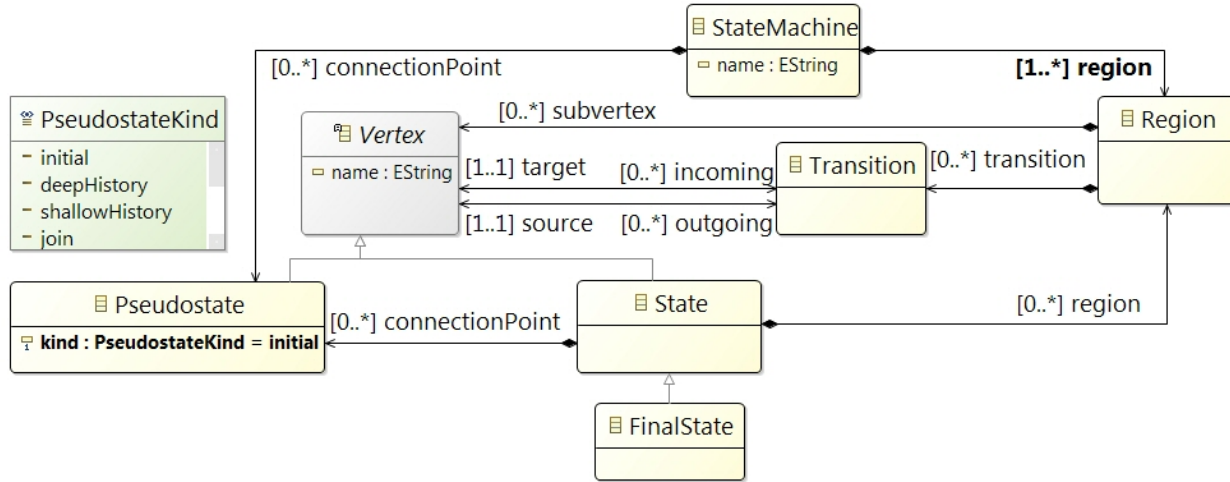 StateMachine
name : EString
[0..*] connectionPoint
[1..*] region
PseudostateKind
initial
deepHistory
shallowHistory
join
Vertex
name : EString
[0..*] subvertex
Region
[1..1] target
[0..*] incoming
Transition
[0..*] transition
[1..1] source
[0..*] outgoing
Pseudostate
kind : PseudostateKind = initial
[0..*] connectionPoint
State
[0..*] region
FinalState